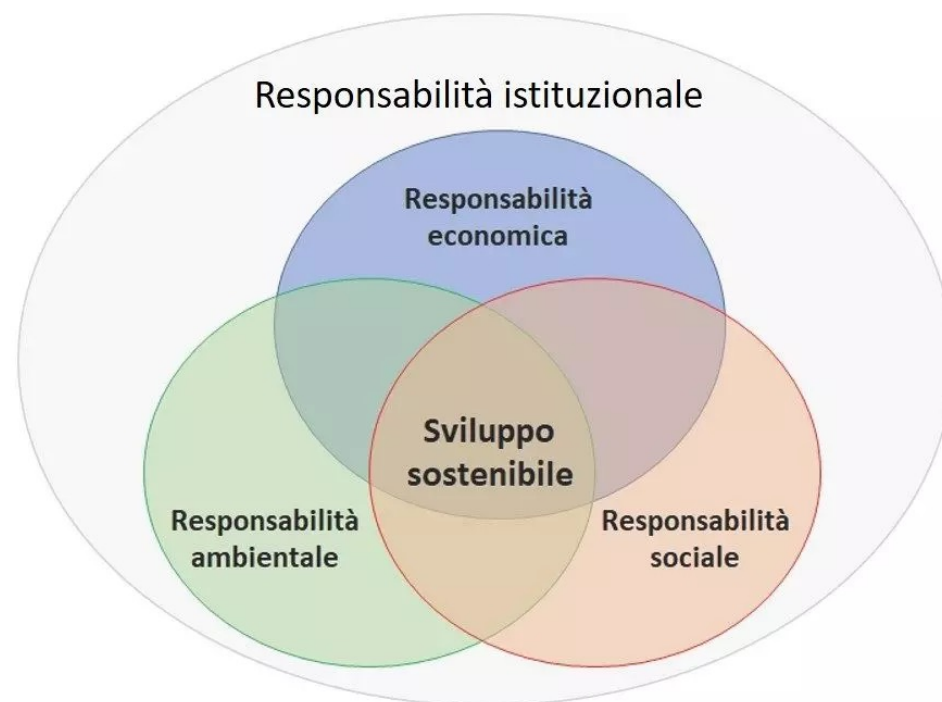 Responsabilità istituzionale
Responsabilità
economica
Sviluppo
sostenibile
Responsabilità
ambientale
Responsabilità
sociale